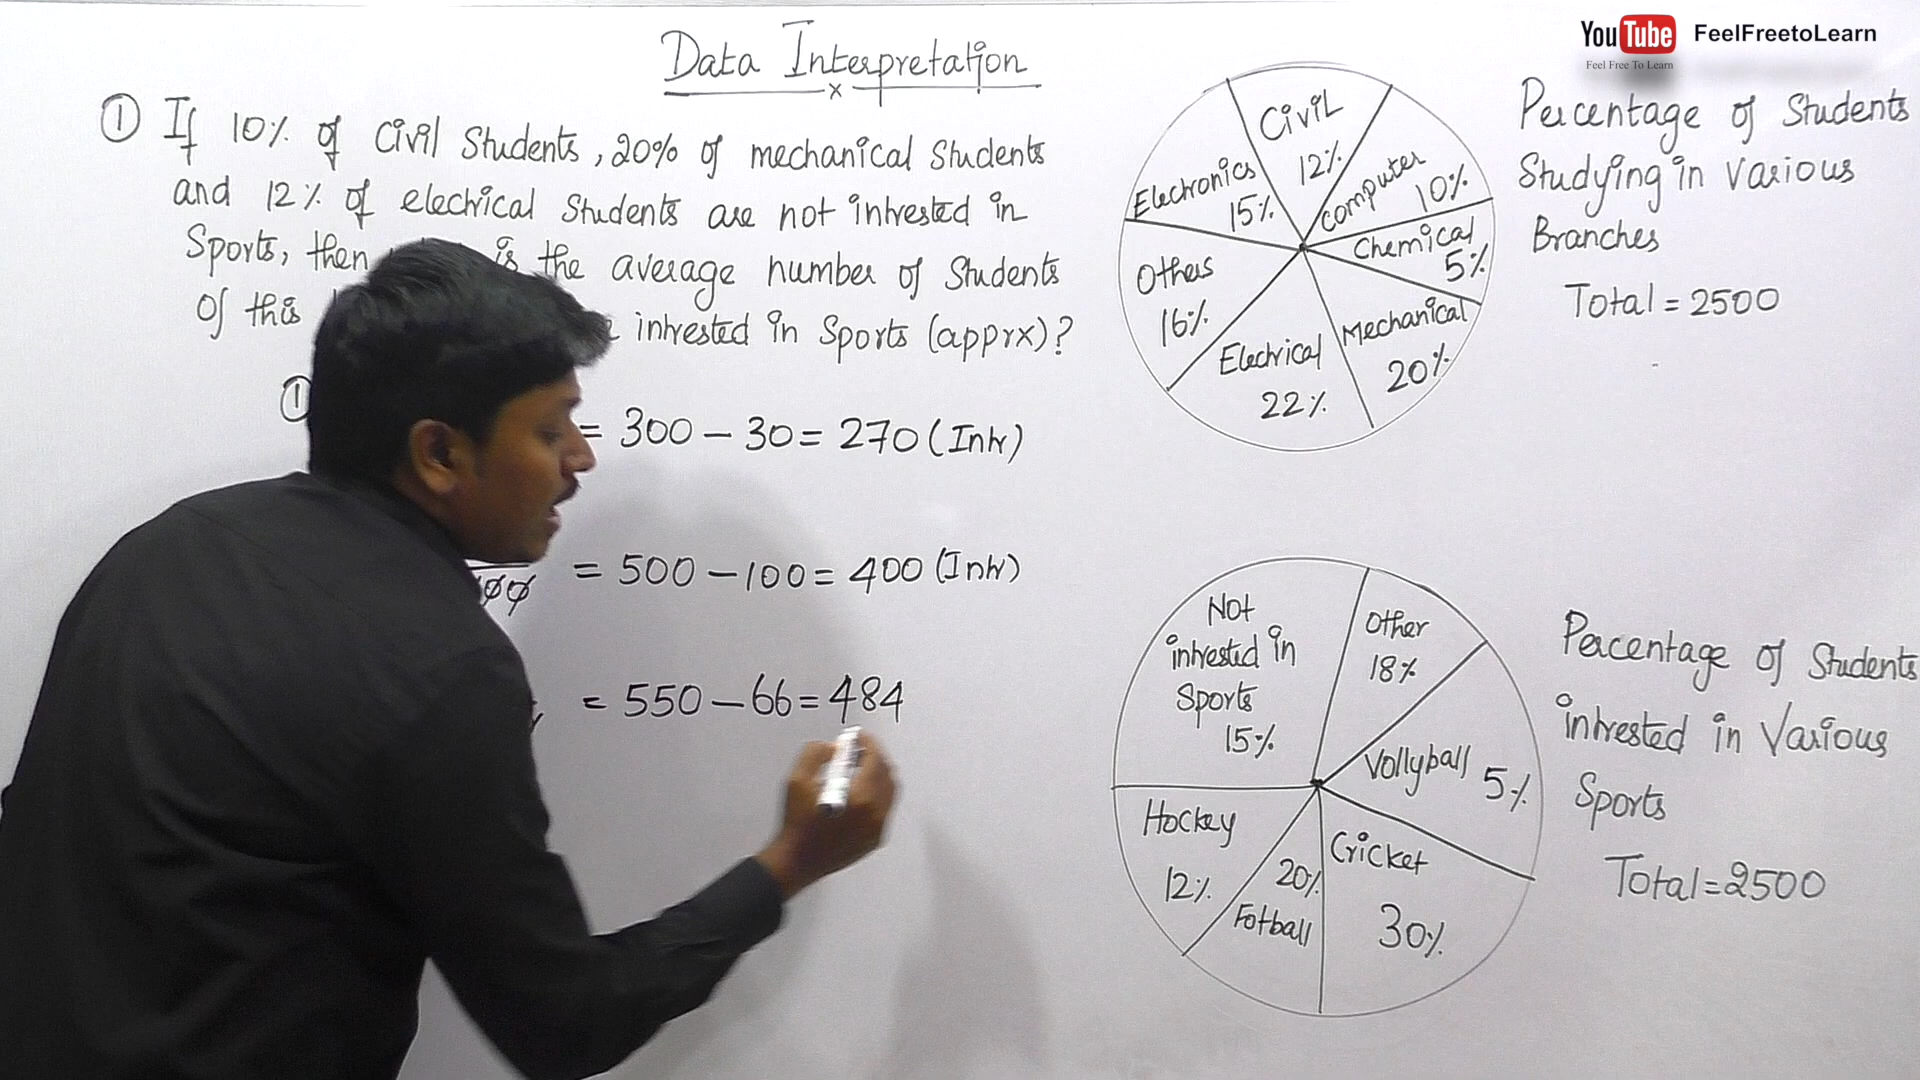 Data Interpretation
x
① If 10% of Civil Students, 20% of mechanical Students
and 12% of electrical Students are not intrested in
Sports, then is the average number of Students
Of this intrested in Sports (apprx)?
①
= 300 - 30 = 270 (Intr)
= 500 - 100 = 400 (Intr)
= 550 - 66 = 484
YouTube
Feel Free To Learn
FeelFreetoLearn
Civil
12%
Computer
10%
Chemical
5%
Mechanical
20%
Electrical
22%
Others
16%
Electronics
15%
Percentage of Students
Studying in Various
Branches
Total = 2500
Not
intrested in
Sports
15%
Other
18%
Vollyball
5%
Cricket
30%
20%
Fotball
Hockey
12%
Percentage of Students
intrested in Various
Sports
Total = 2500